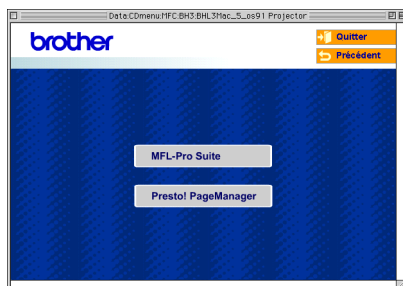 Data:CDmenu:MFC:BH3:BHL3Mac_5_os91 Projector
brother
Quitter
Précédent
MFL-Pro Suite
Presto! PageManager